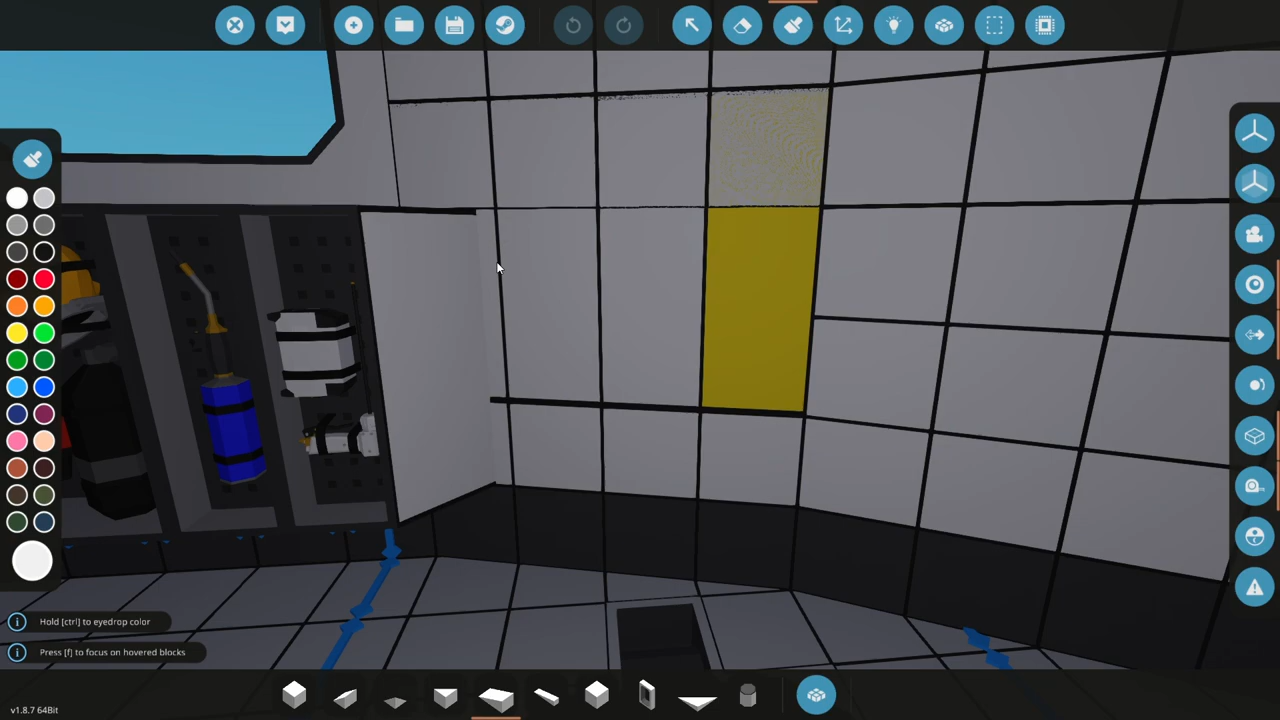 Hold [ctrl] to eyedrop color
Press [f] to focus on hovered blocks
v1.8.7 64Bit